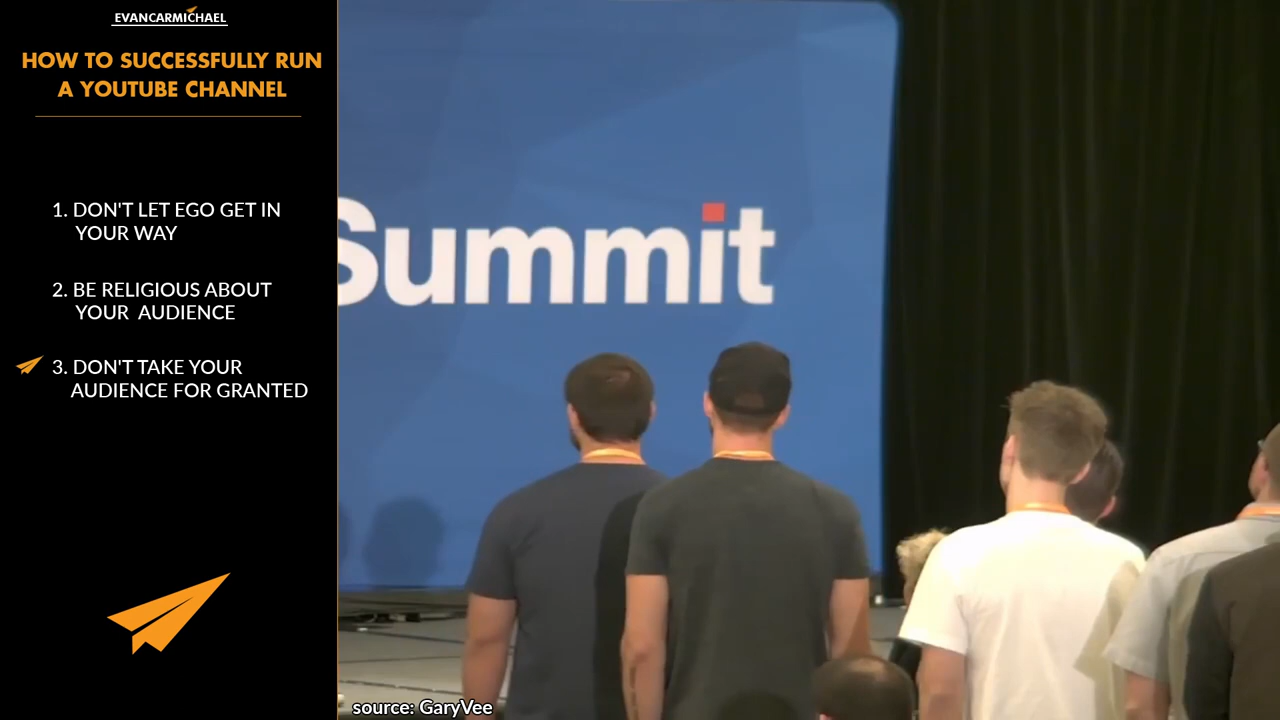 EVANCARMICHAEL
HOW TO SUCCESSFULLY RUN
A YOUTUBE CHANNEL
1. DON'T LET EGO GET IN
YOUR WAY
2. BE RELIGIOUS ABOUT
YOUR AUDIENCE
3. DON'T TAKE YOUR
AUDIENCE FOR GRANTED
Summit
source: GaryVee